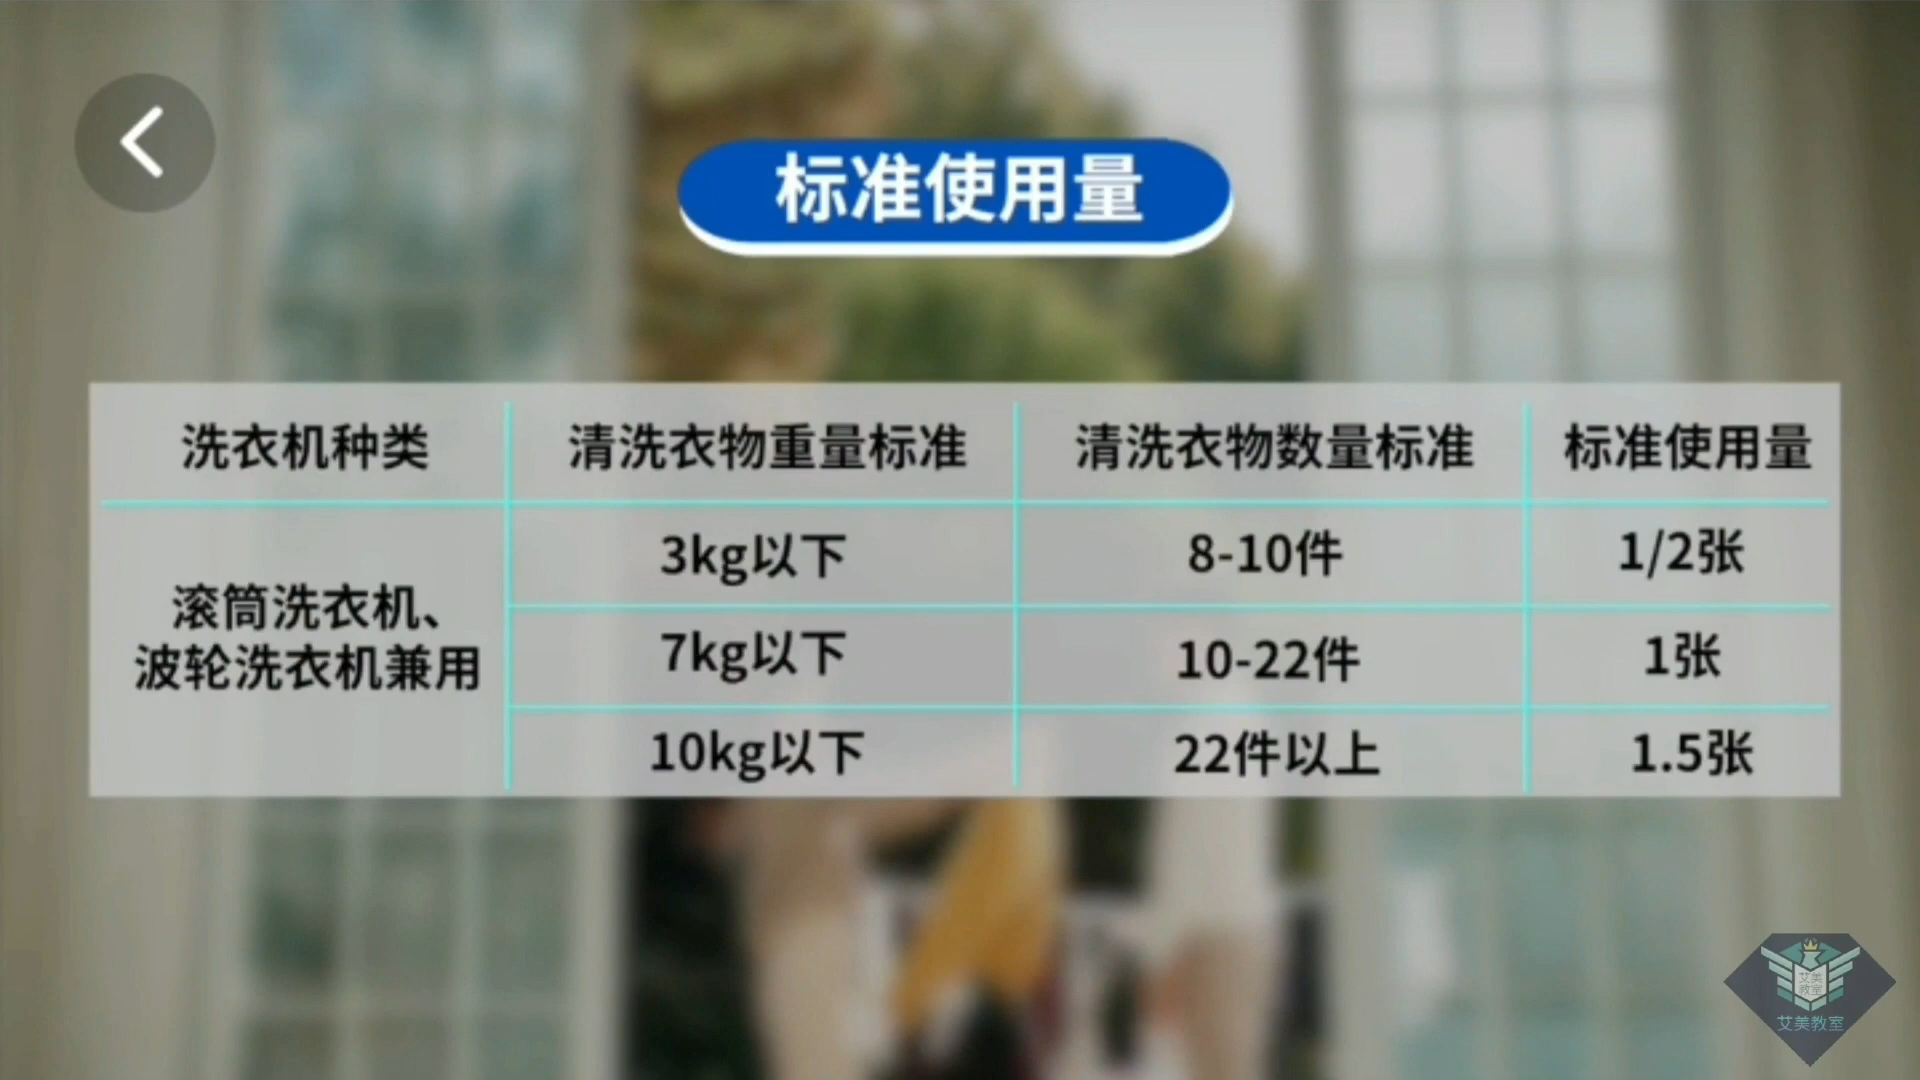 标准使用量
洗衣机种类 清洗衣物重量标准 清洗衣物数量标准 标准使用量
滚筒洗衣机、
波轮洗衣机兼用
3kg以下 8-10件 1/2张
7kg以下 10-22件 1张
10kg以下 22件以上 1.5张
艾美
教室
艾美教室